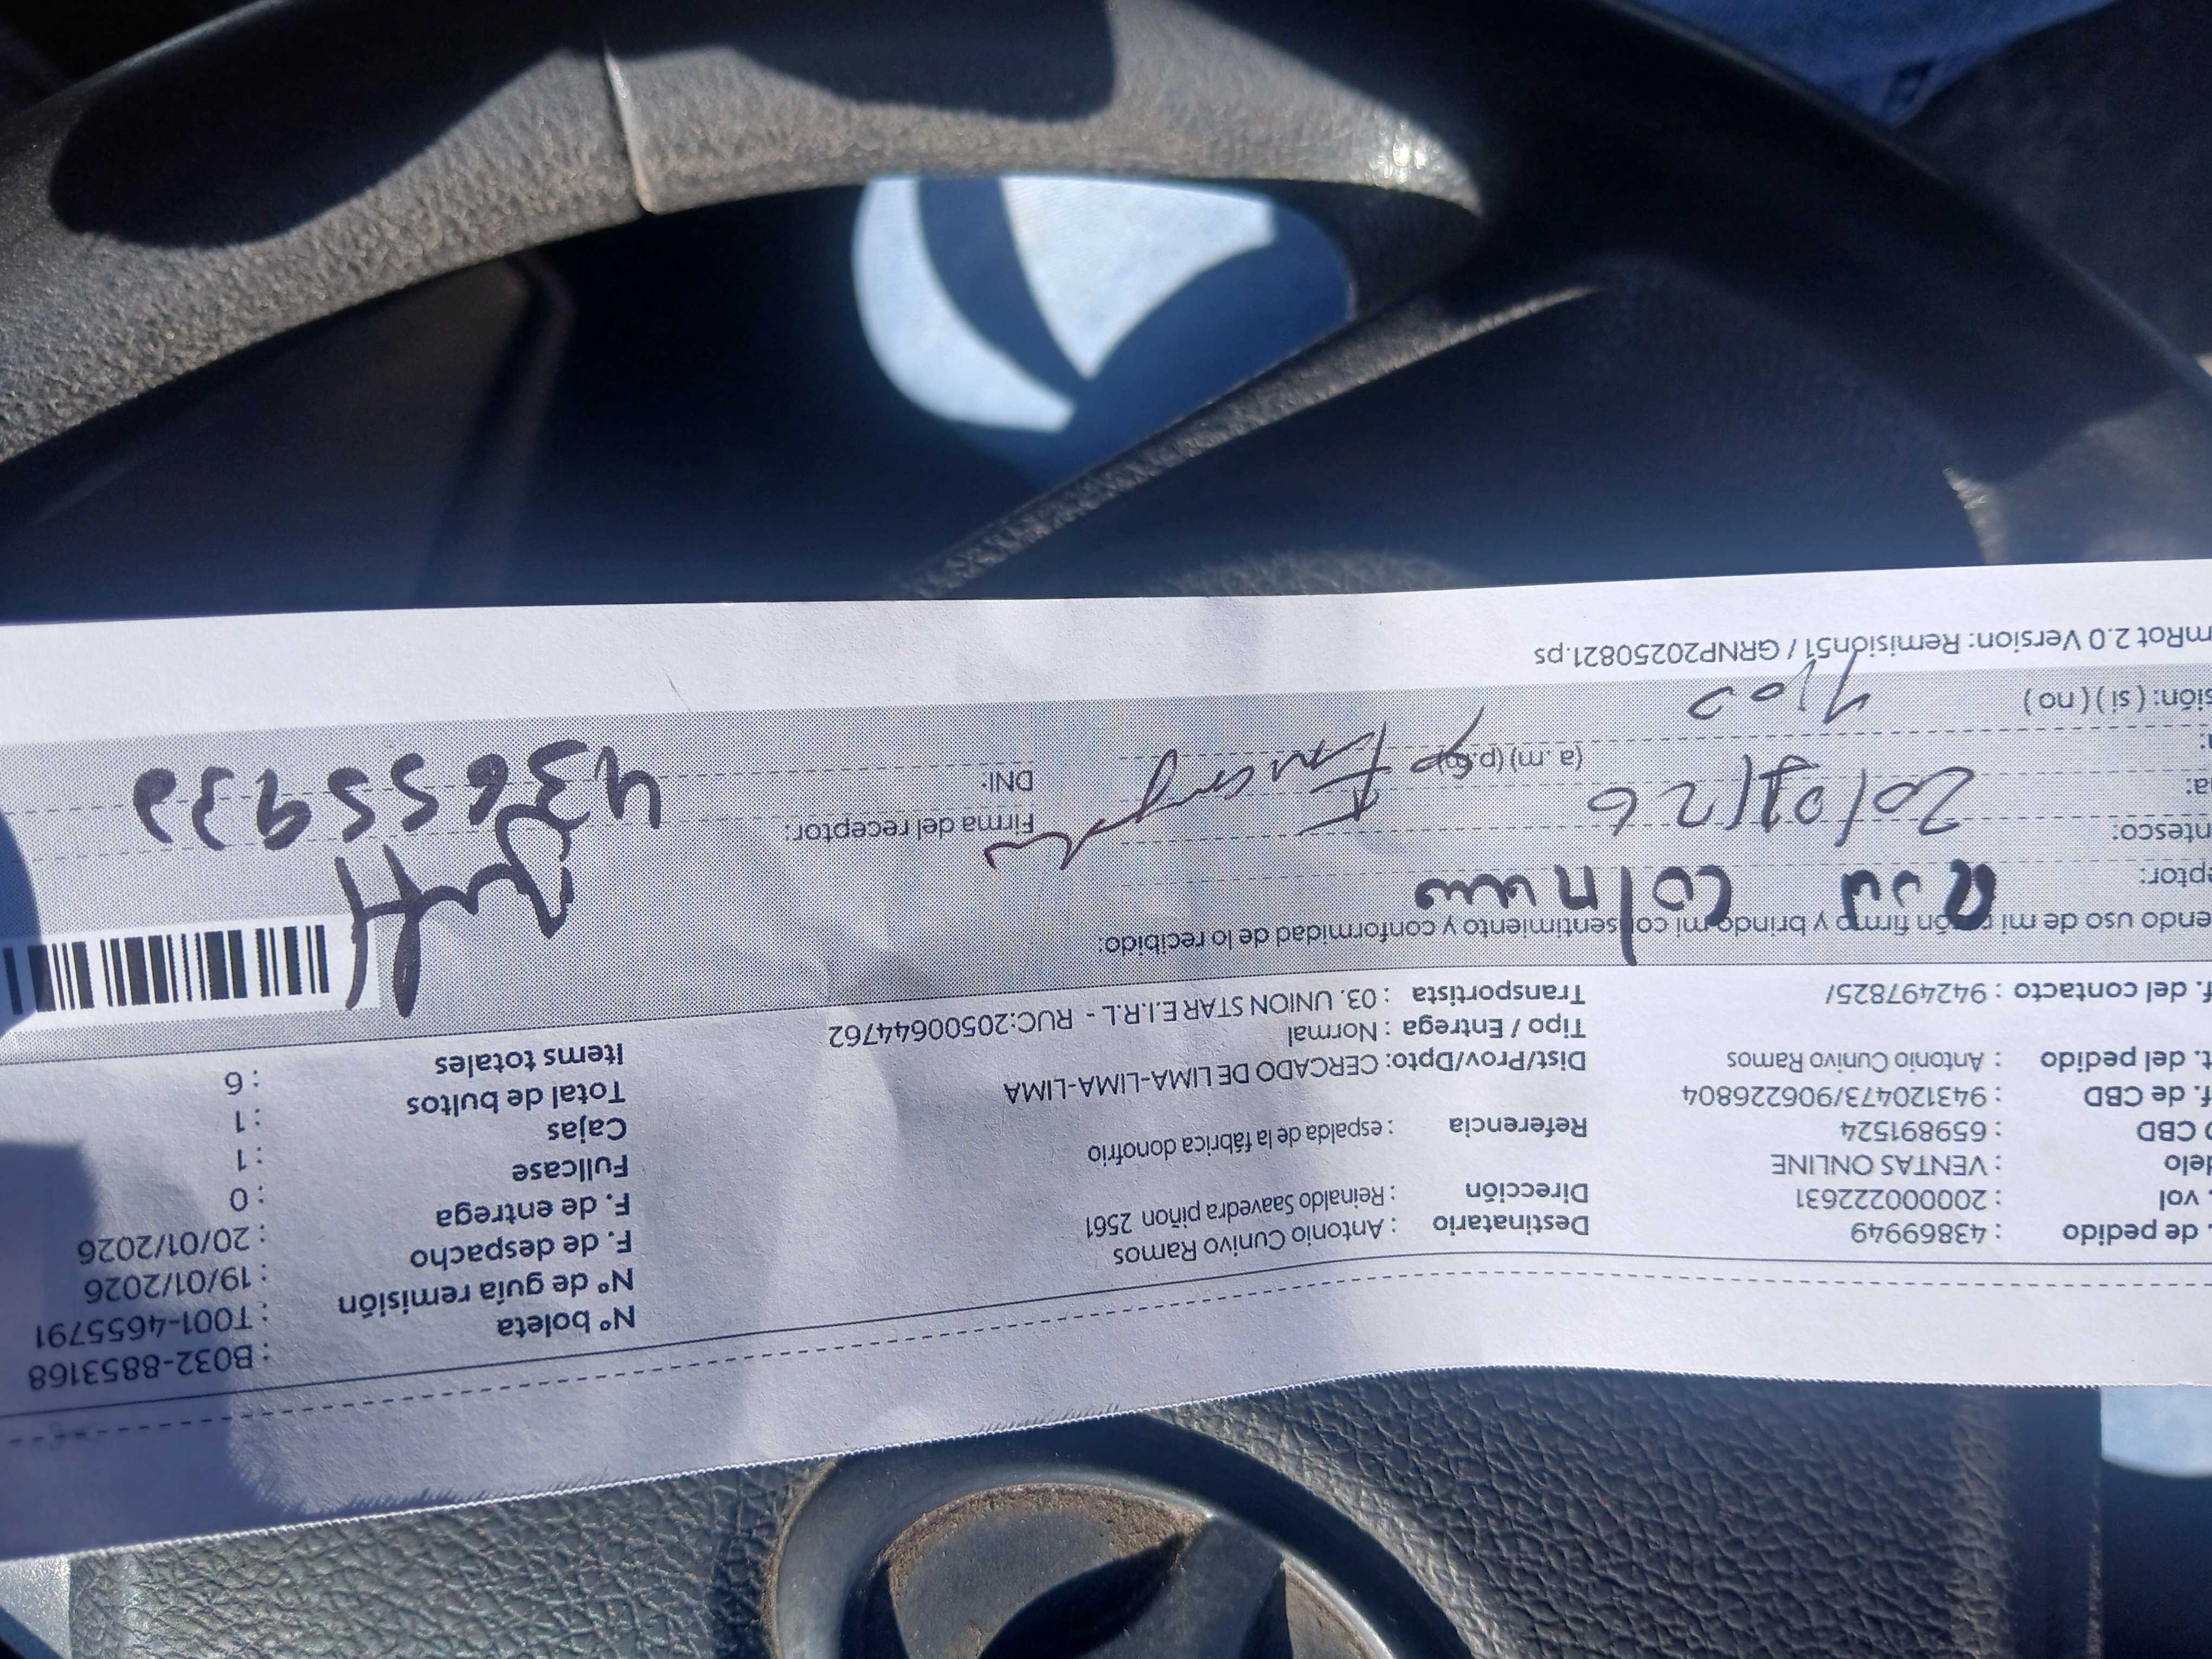 Nº boleta : B032-8853168
Nº de guía remisión : T001-4655791
F. de despacho : 19/01/2026
F. de entrega : 20/01/2026
Fullcase : 0
Cajas : 1
Total de bultos : 1
Items totales : 6
Destinatario : Antonio Cunivo Ramos
Dirección : Reinaldo Saavedra piñon 2561
Referencia : espalda de la fábrica donofrio
Dist/Prov/Dpto: CERCADO DE LIMA-LIMA-LIMA
Tipo / Entrega : Normal
Transportista : 03. UNION STAR E.I.R.L - RUC:20500644762
de pedido : 43869949
. vol : 2000022631
delo : VENTAS ONLINE
CBD : 659891524
f. de CBD : 943120473/906226804
t. del pedido : Antonio Cunivo Ramos
f. del contacto : 942497825/
endo uso de mi razón firmo y brindo mi consentimiento y conformidad de lo recibido:
eptor:
ntesco:
a: 20/01/26
a: (a.m) (p.m)
sión: ( si ) ( no )
Firma del receptor:
DNI: 43655933
mRot 2.0 Version: Remisión51 / GRNP20250821.ps